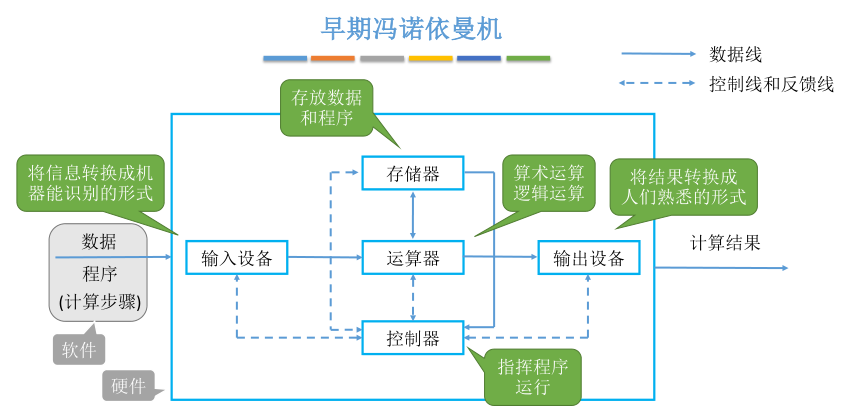 早期冯诺依曼机
数据线
控制线和反馈线
存放数据
和程序
将信息转换成机
器能识别的形式
存储器
算术运算
逻辑运算
将结果转换成
人们熟悉的形式
数据
程序
(计算步骤)
输入设备
运算器
输出设备
计算结果
控制器
软件
硬件
指挥程序
运行